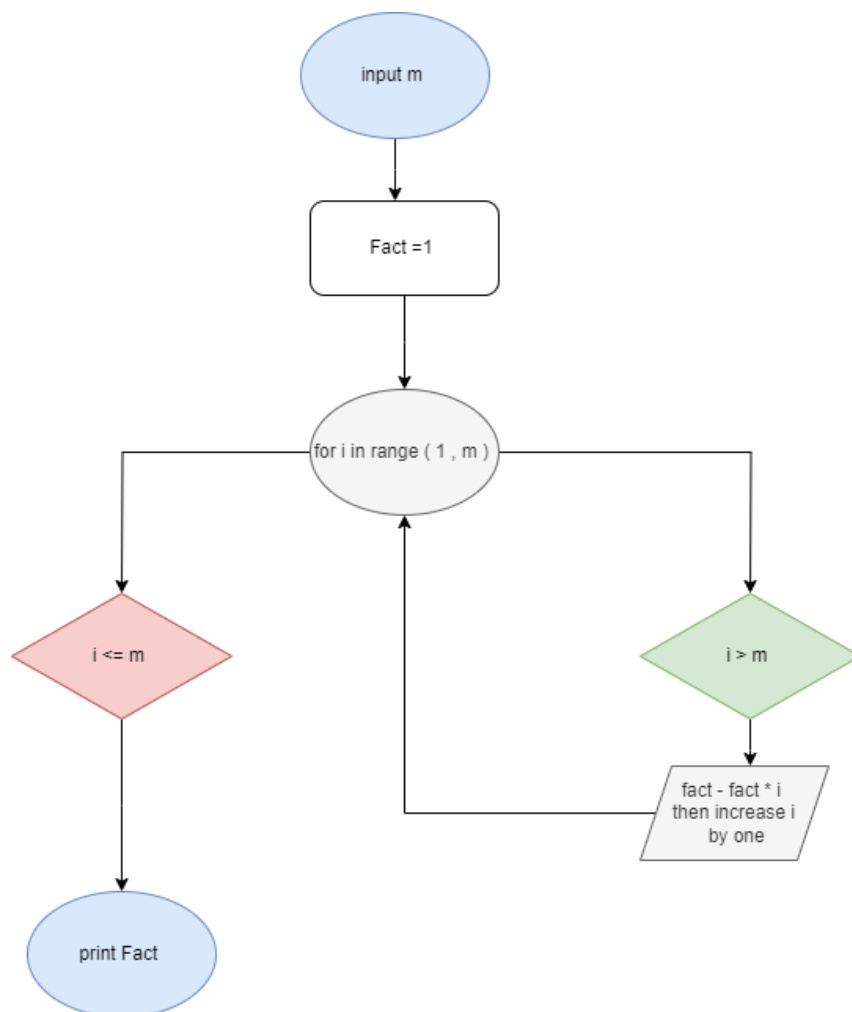 input m
Fact =1
for i in range ( 1 , m )
i <= m
i > m
fact - fact * i
then increase i
by one
print Fact